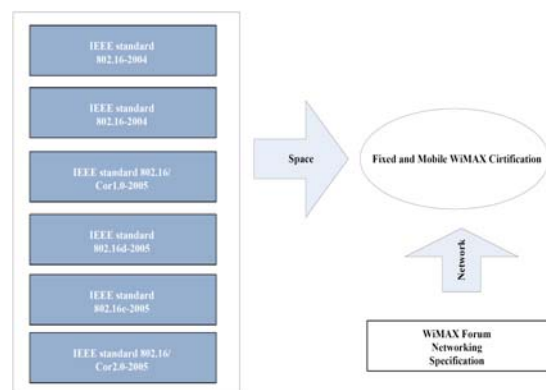 IEEE standard
802.16-2004
IEEE standard
802.16-2004
IEEE standard 802.16/
Cor1.0-2005
IEEE standard
802.16d-2005
IEEE standard
802.16e-2005
IEEE standard 802.16/
Cor2.0-2005
Space
Fixed and Mobile WiMAX Cirtification
Network
WiMAX Forum
Networking
Specification